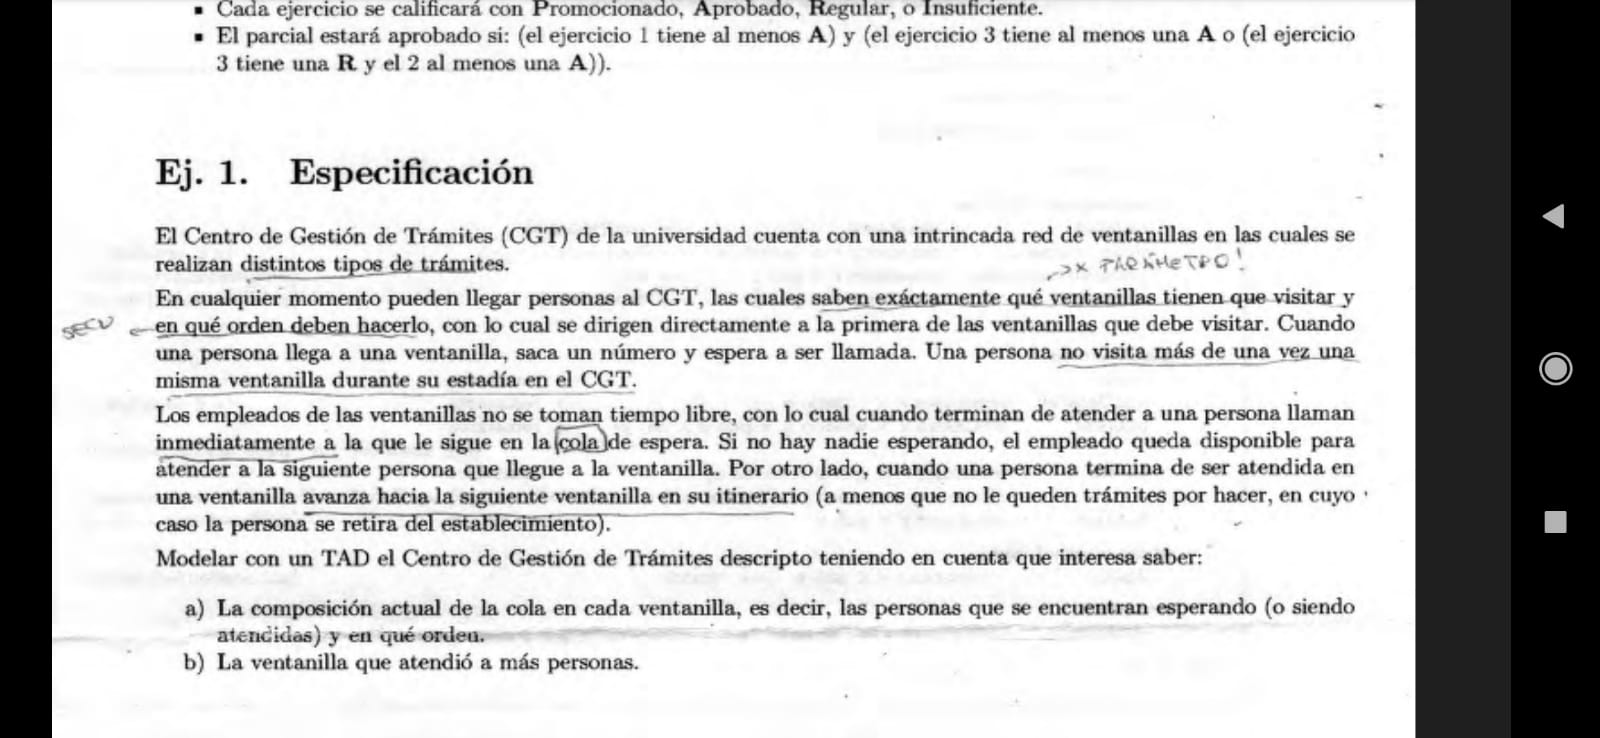 ▪ Cada ejercicio se calificará con Promocionado, Aprobado, Regular, o Insuficiente.
▪ El parcial estará aprobado si: (el ejercicio 1 tiene al menos A) y (el ejercicio 3 tiene al menos una A o (el ejercicio
3 tiene una R y el 2 al menos una A)).
Ej. 1. Especificación
El Centro de Gestión de Trámites (CGT) de la universidad cuenta con una intrincada red de ventanillas en las cuales se
realizan distintos tipos de trámites.
→ x PARÁMETRO!
En cualquier momento pueden llegar personas al CGT, las cuales saben exáctamente qué ventanillas tienen que visitar y
SECU ← en qué orden deben hacerlo, con lo cual se dirigen directamente a la primera de las ventanillas que debe visitar. Cuando
una persona llega a una ventanilla, saca un número y espera a ser llamada. Una persona no visita más de una vez una
misma ventanilla durante su estadía en el CGT.
Los empleados de las ventanillas no se toman tiempo libre, con lo cual cuando terminan de atender a una persona llaman
inmediatamente a la que le sigue en la cola de espera. Si no hay nadie esperando, el empleado queda disponible para
atender a la siguiente persona que llegue a la ventanilla. Por otro lado, cuando una persona termina de ser atendida en
una ventanilla avanza hacia la siguiente ventanilla en su itinerario (a menos que no le queden trámites por hacer, en cuyo
caso la persona se retira del establecimiento).
Modelar con un TAD el Centro de Gestión de Trámites descripto teniendo en cuenta que interesa saber:
a) La composición actual de la cola en cada ventanilla, es decir, las personas que se encuentran esperando (o siendo
atendidas) y en qué orden.
b) La ventanilla que atendió a más personas.